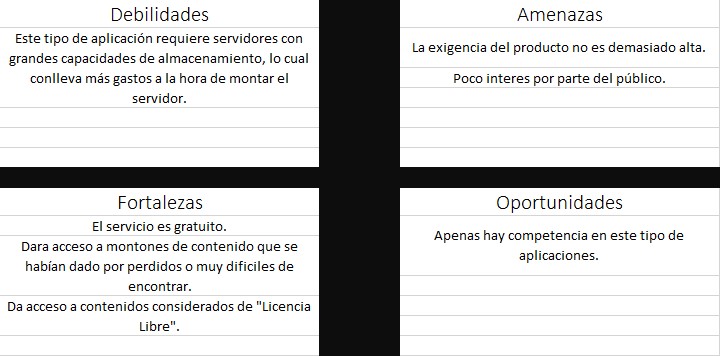 Debilidades
Este tipo de aplicación requiere servidores con
grandes capacidades de almacenamiento, lo cual
conlleva más gastos a la hora de montar el
servidor.
Amenazas
La exigencia del producto no es demasiado alta.
Poco interes por parte del público.
Fortalezas
El servicio es gratuito.
Dara acceso a montones de contenido que se
habían dado por perdidos o muy dificiles de
encontrar.
Da acceso a contenidos considerados de "Licencia
Libre".
Oportunidades
Apenas hay competencia en este tipo de
aplicaciones.